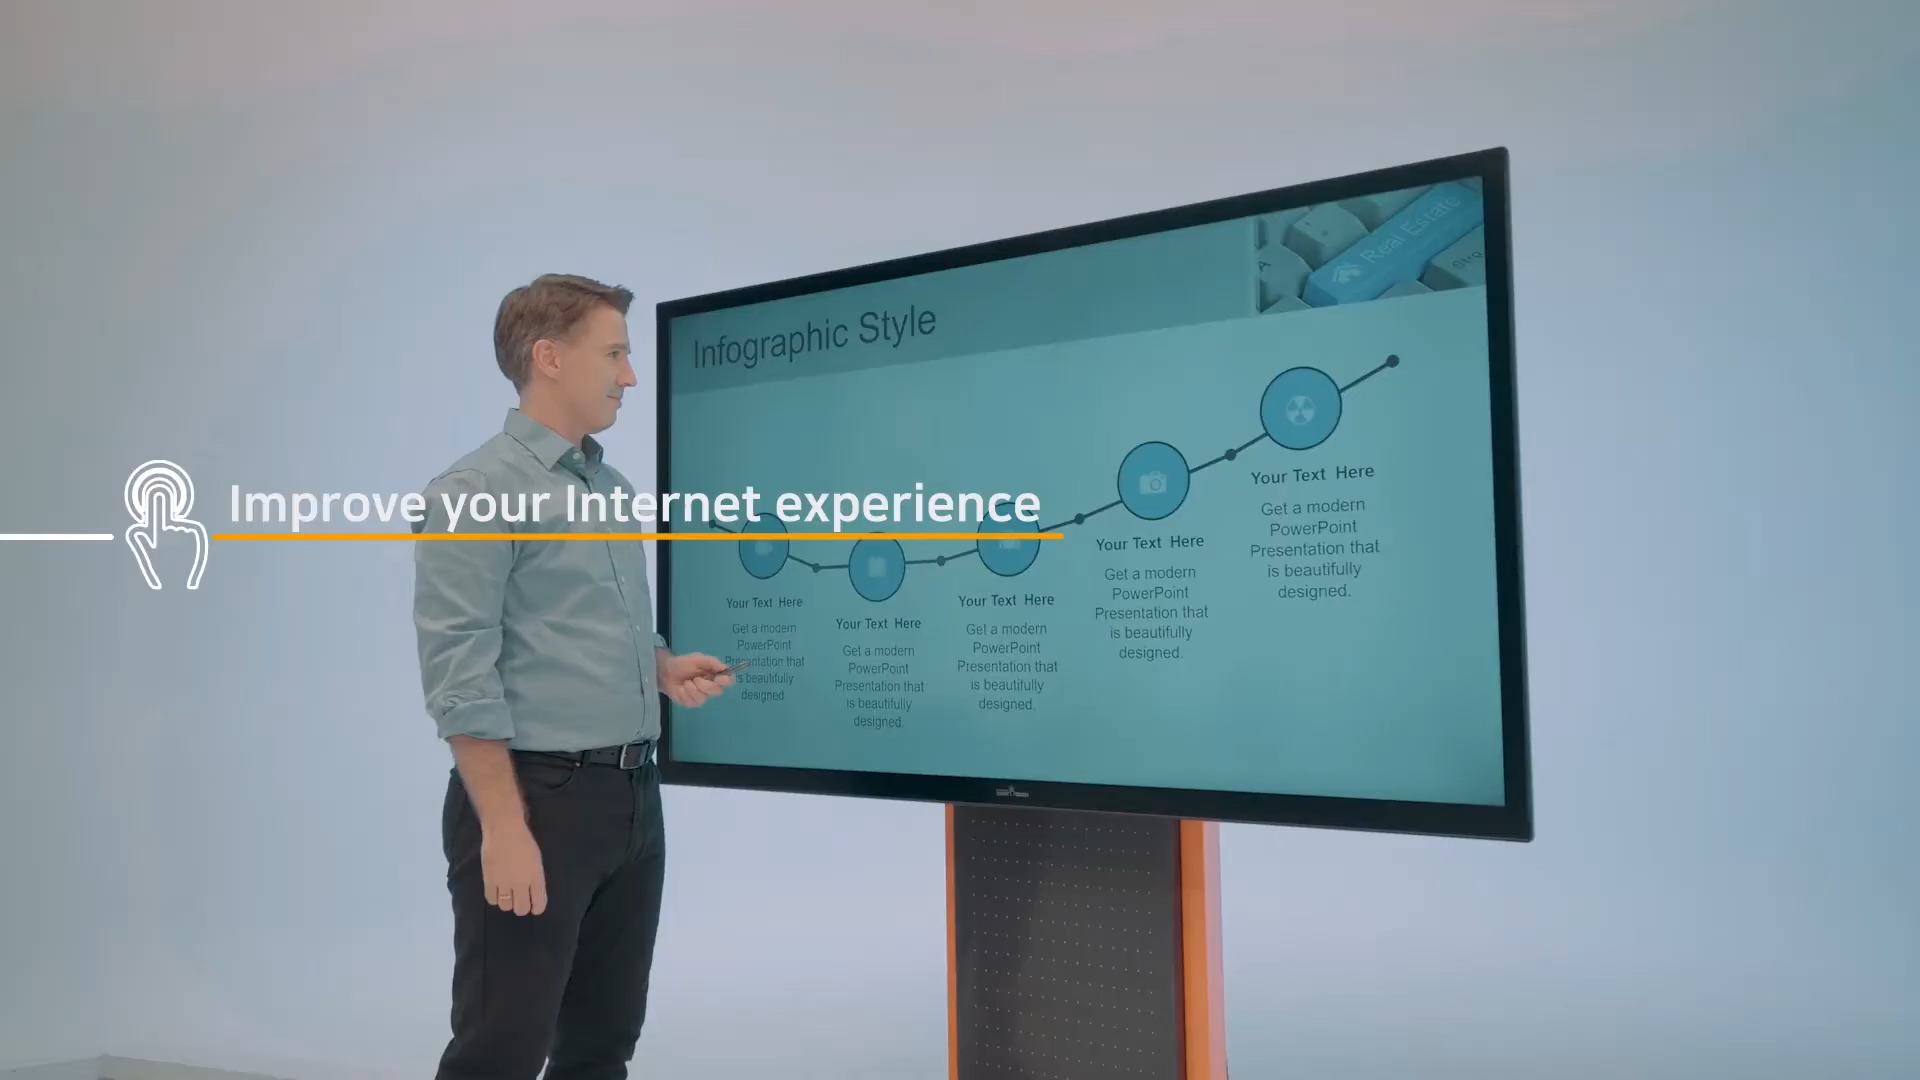 Real Estate
Infographic Style
Improve your Internet experience
Your Text Here
Get a modern
PowerPoint
Presentation that
is beautifully
designed.
Your Text Here
Get a modern
PowerPoint
Presentation that
is beautifully
designed.
Your Text Here
Get a modern
PowerPoint
Presentation that
is beautifully
designed.
Your Text Here
Get a modern
PowerPoint
Presentation that
is beautifully
designed.
Your Text Here
Get a modern
PowerPoint
Presentation that
is beautifully
designed.